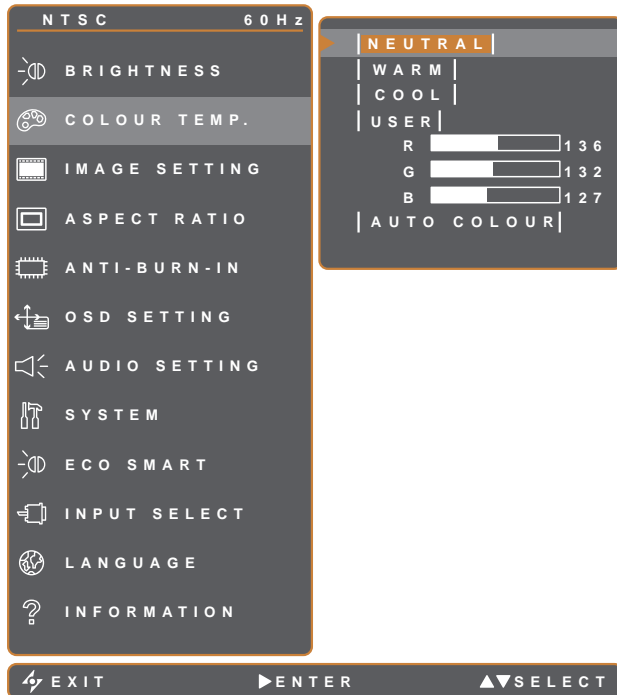 NTSC 60Hz
BRIGHTNESS
COLOUR TEMP.
IMAGE SETTING
ASPECT RATIO
ANTI-BURN-IN
OSD SETTING
AUDIO SETTING
SYSTEM
ECO SMART
INPUT SELECT
LANGUAGE
INFORMATION
NEUTRAL
WARM
COOL
USER
R 136
G 132
B 127
AUTO COLOUR
EXIT ENTER SELECT